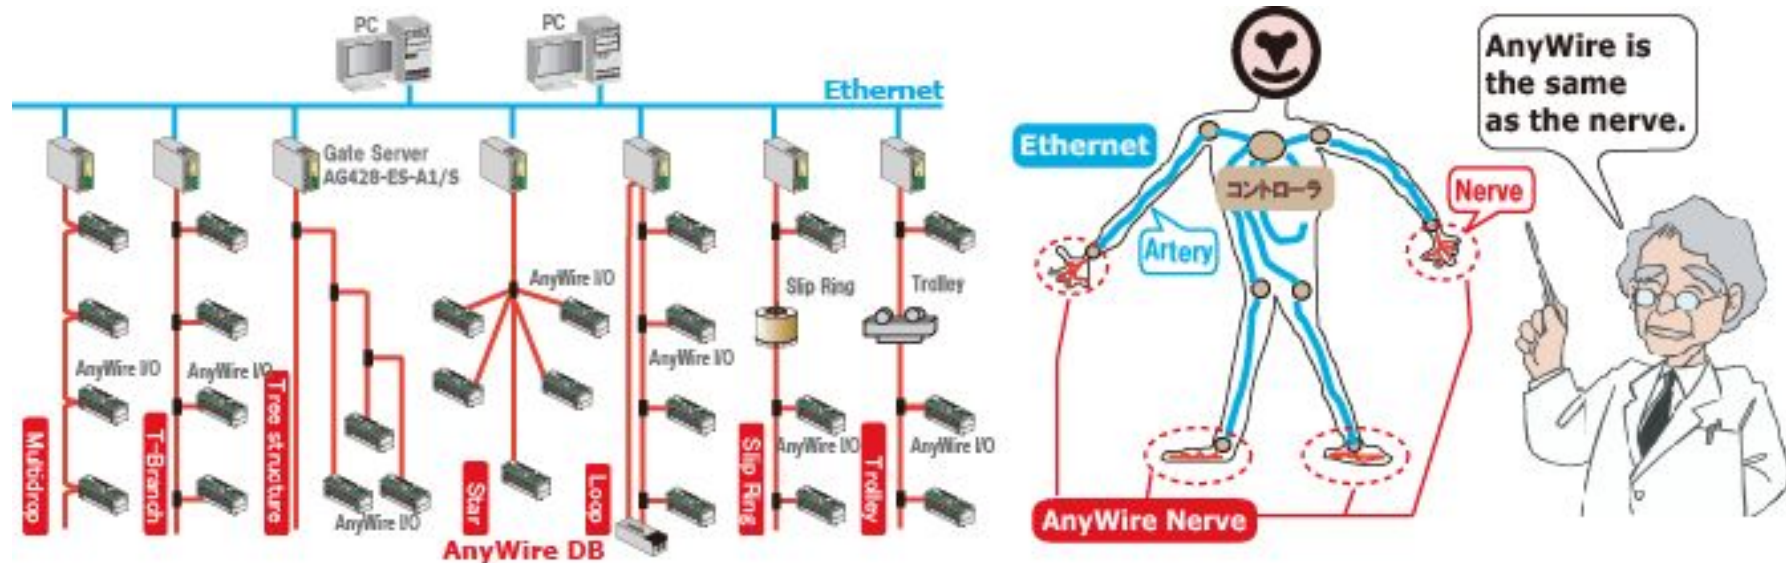 PC
PC
Ethernet
Gate Server
AG428-ES-A1/S
AnyWire I/O
AnyWire I/O
AnyWire I/O
AnyWire I/O
AnyWire I/O
Slip Ring
Trolley
AnyWire I/O
AnyWire I/O
Multidrop
T-Branch
Tree structure
Star
Loop
Slip Ring
Trolley
AnyWire DB
Ethernet
コントローラ
Artery
Nerve
AnyWire Nerve
AnyWire is
the same
as the nerve.